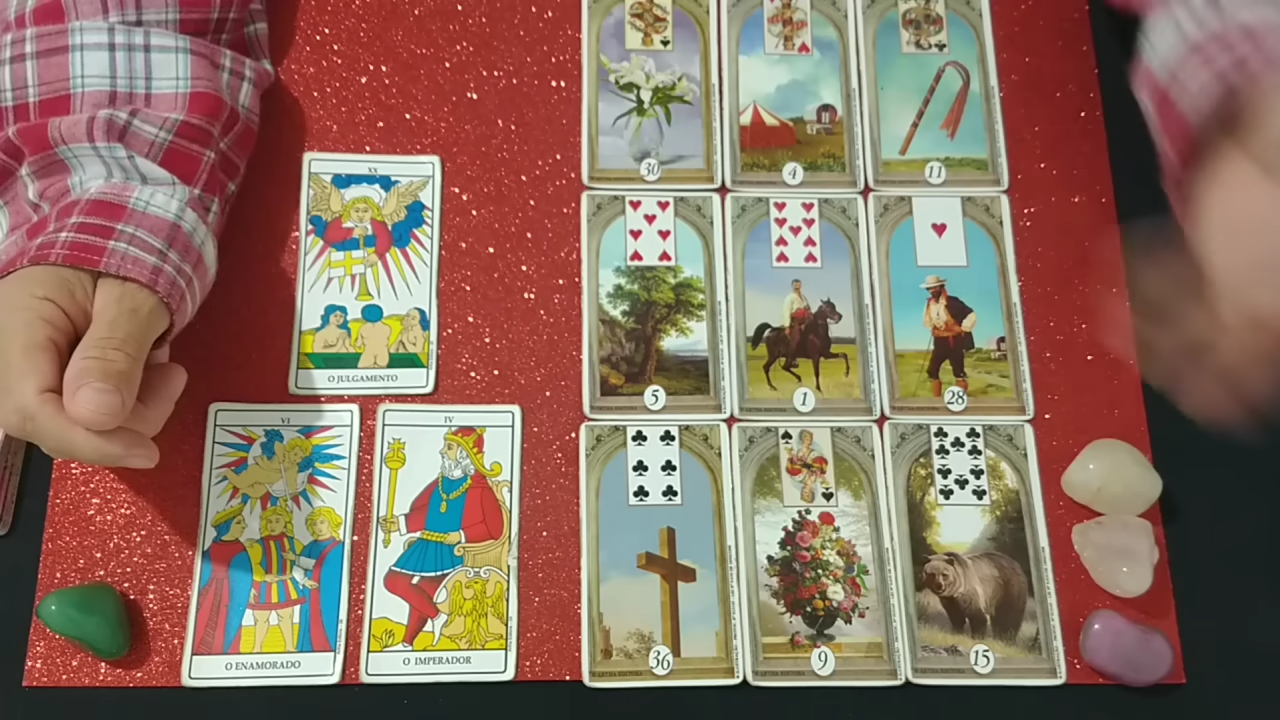 XX
O JULGAMENTO
VI
O ENAMORADO
IV
O IMPERADOR
30
4
11
5
1
28
36
9
15